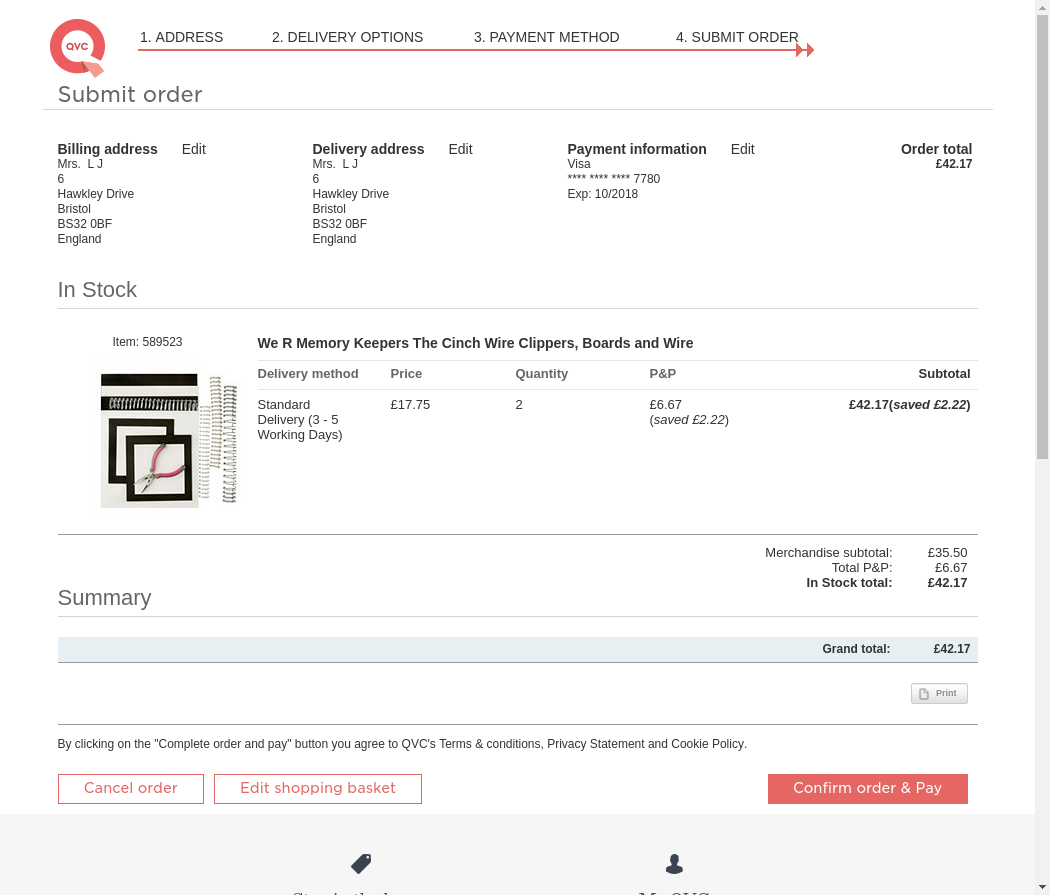 QVC
1. ADDRESS 2. DELIVERY OPTIONS 3. PAYMENT METHOD 4. SUBMIT ORDER
Submit order
Billing address Edit
Mrs. L J
6
Hawkley Drive
Bristol
BS32 0BF
England
Delivery address Edit
Mrs. L J
6
Hawkley Drive
Bristol
BS32 0BF
England
Payment information Edit
Visa
**** **** **** 7780
Exp: 10/2018
Order total
£42.17
In Stock
Item: 589523
We R Memory Keepers The Cinch Wire Clippers, Boards and Wire
Delivery method Price Quantity P&P Subtotal
Standard £17.75 2 £6.67 £42.17(saved £2.22)
Delivery (3 - 5 (saved £2.22)
Working Days)
Merchandise subtotal: £35.50
Total P&P: £6.67
In Stock total: £42.17
Summary
Grand total: £42.17
Print
By clicking on the "Complete order and pay" button you agree to QVC's Terms & conditions, Privacy Statement and Cookie Policy.
Cancel order Edit shopping basket Confirm order & Pay